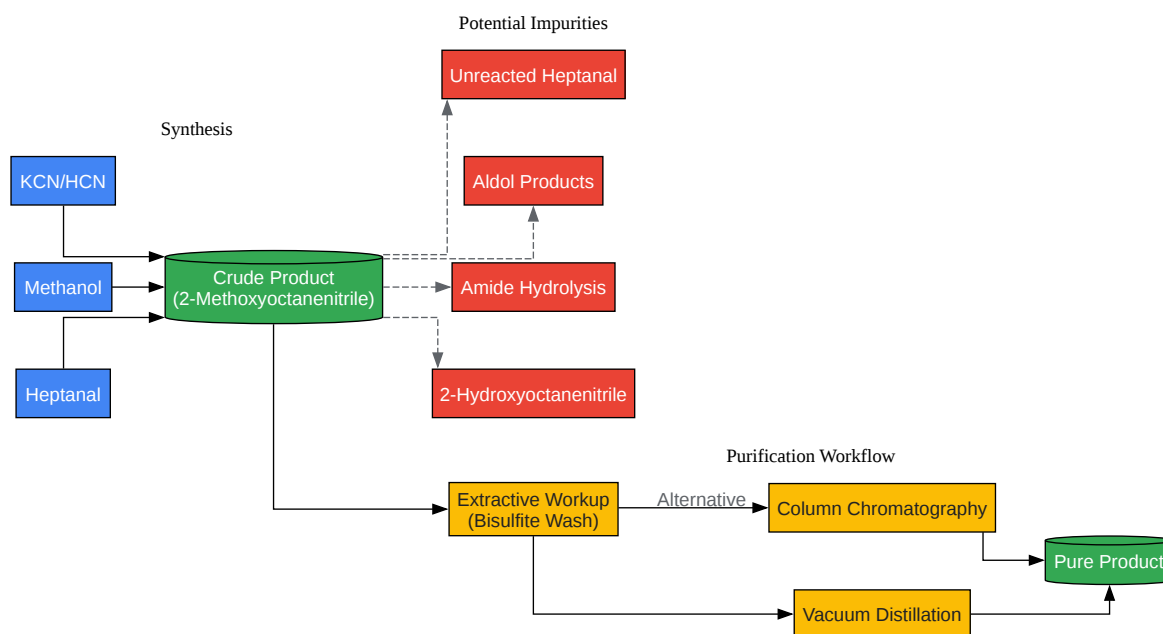 Potential Impurities
Unreacted Heptanal
Synthesis
KCN/HCN
Aldol Products
Methanol
Crude Product
(2-Methoxyoctanenitrile)
Amide Hydrolysis
Heptanal
2-Hydroxyoctanenitrile
Purification Workflow
Extractive Workup
(Bisulfite Wash)
Alternative
Column Chromatography
Pure Product
Vacuum Distillation